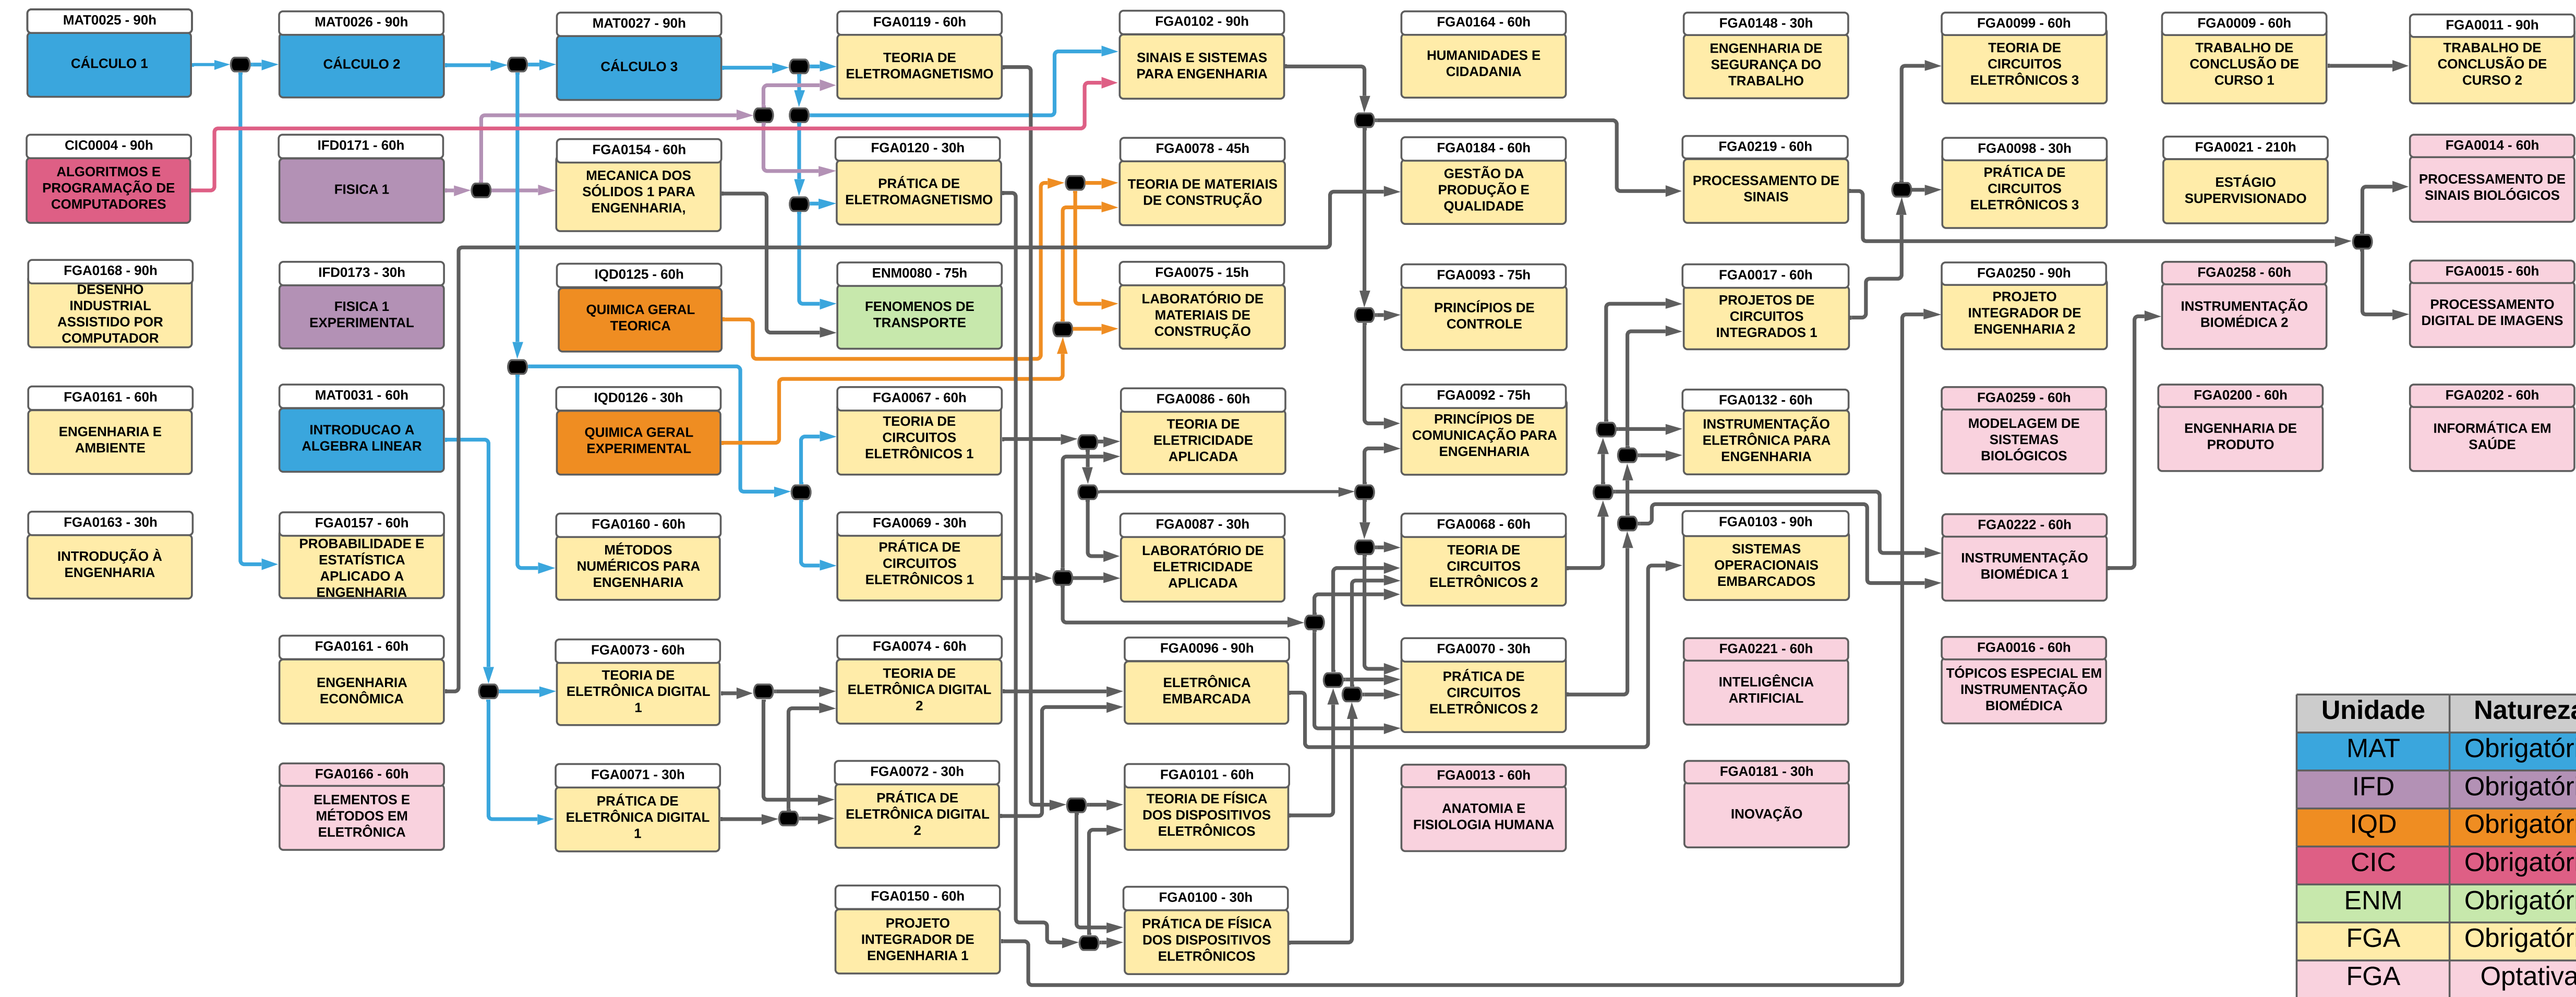 MAT0025 - 90h
CÁLCULO 1
CIC0004 - 90h
ALGORITMOS E
PROGRAMAÇÃO DE
COMPUTADORES
FGA0168 - 90h
DESENHO
INDUSTRIAL
ASSISTIDO POR
COMPUTADOR
FGA0161 - 60h
ENGENHARIA E
AMBIENTE
FGA0163 - 30h
INTRODUÇÃO À
ENGENHARIA
MAT0026 - 90h
CÁLCULO 2
IFD0171 - 60h
FISICA 1
IFD0173 - 30h
FISICA 1
EXPERIMENTAL
MAT0031 - 60h
INTRODUCAO A
ALGEBRA LINEAR
FGA0157 - 60h
PROBABILIDADE E
ESTATÍSTICA
APLICADO A
ENGENHARIA
FGA0161 - 60h
ENGENHARIA
ECONÔMICA
FGA0166 - 60h
ELEMENTOS E
MÉTODOS EM
ELETRÔNICA
MAT0027 - 90h
CÁLCULO 3
FGA0154 - 60h
MECANICA DOS
SÓLIDOS 1 PARA
ENGENHARIA,
IQD0125 - 60h
QUIMICA GERAL
TEORICA
IQD0126 - 30h
QUIMICA GERAL
EXPERIMENTAL
FGA0160 - 60h
MÉTODOS
NUMÉRICOS PARA
ENGENHARIA
FGA0073 - 60h
TEORIA DE
ELETRÔNICA DIGITAL
1
FGA0071 - 30h
PRÁTICA DE
ELETRÔNICA DIGITAL
1
FGA0119 - 60h
TEORIA DE
ELETROMAGNETISMO
FGA0120 - 30h
PRÁTICA DE
ELETROMAGNETISMO
ENM0080 - 75h
FENOMENOS DE
TRANSPORTE
FGA0067 - 60h
TEORIA DE
CIRCUITOS
ELETRÔNICOS 1
FGA0069 - 30h
PRÁTICA DE
CIRCUITOS
ELETRÔNICOS 1
FGA0074 - 60h
TEORIA DE
ELETRÔNICA DIGITAL
2
FGA0072 - 30h
PRÁTICA DE
ELETRÔNICA DIGITAL
2
FGA0150 - 60h
PROJETO
INTEGRADOR DE
ENGENHARIA 1
FGA0102 - 90h
SINAIS E SISTEMAS
PARA ENGENHARIA
FGA0078 - 45h
TEORIA DE MATERIAIS
DE CONSTRUÇÃO
FGA0075 - 15h
LABORATÓRIO DE
MATERIAIS DE
CONSTRUÇÃO
FGA0086 - 60h
TEORIA DE
ELETRICIDADE
APLICADA
FGA0087 - 30h
LABORATÓRIO DE
ELETRICIDADE
APLICADA
FGA0096 - 90h
ELETRÔNICA
EMBARCADA
FGA0101 - 60h
TEORIA DE FÍSICA
DOS DISPOSITIVOS
ELETRÔNICOS
FGA0100 - 30h
PRÁTICA DE FÍSICA
DOS DISPOSITIVOS
ELETRÔNICOS
FGA0164 - 60h
HUMANIDADES E
CIDADANIA
FGA0184 - 60h
GESTÃO DA
PRODUÇÃO E
QUALIDADE
FGA0093 - 75h
PRINCÍPIOS DE
CONTROLE
FGA0092 - 75h
PRINCÍPIOS DE
COMUNICAÇÃO PARA
ENGENHARIA
FGA0068 - 60h
TEORIA DE
CIRCUITOS
ELETRÔNICOS 2
FGA0070 - 30h
PRÁTICA DE
CIRCUITOS
ELETRÔNICOS 2
FGA0013 - 60h
ANATOMIA E
FISIOLOGIA HUMANA
FGA0148 - 30h
ENGENHARIA DE
SEGURANÇA DO
TRABALHO
FGA0219 - 60h
PROCESSAMENTO DE
SINAIS
FGA0017 - 60h
PROJETOS DE
CIRCUITOS
INTEGRADOS 1
FGA0132 - 60h
INSTRUMENTAÇÃO
ELETRÔNICA PARA
ENGENHARIA
FGA0103 - 90h
SISTEMAS
OPERACIONAIS
EMBARCADOS
FGA0221 - 60h
INTELIGÊNCIA
ARTIFICIAL
FGA0181 - 30h
INOVAÇÃO
FGA0099 - 60h
TEORIA DE
CIRCUITOS
ELETRÔNICOS 3
FGA0098 - 30h
PRÁTICA DE
CIRCUITOS
ELETRÔNICOS 3
FGA0250 - 90h
PROJETO
INTEGRADOR DE
ENGENHARIA 2
FGA0259 - 60h
MODELAGEM DE
SISTEMAS
BIOLÓGICOS
FGA0222 - 60h
INSTRUMENTAÇÃO
BIOMÉDICA 1
FGA0016 - 60h
TÓPICOS ESPECIAL EM
INSTRUMENTAÇÃO
BIOMÉDICA
FGA0009 - 60h
TRABALHO DE
CONCLUSÃO DE
CURSO 1
FGA0021 - 210h
ESTÁGIO
SUPERVISIONADO
FGA0258 - 60h
INSTRUMENTAÇÃO
BIOMÉDICA 2
FGA0200 - 60h
ENGENHARIA DE
PRODUTO
FGA0011 - 90h
TRABALHO DE
CONCLUSÃO DE
CURSO 2
FGA0014 - 60h
PROCESSAMENTO DE
SINAIS BIOLÓGICOS
FGA0015 - 60h
PROCESSAMENTO
DIGITAL DE IMAGENS
FGA0202 - 60h
INFORMÁTICA EM
SAÚDE
Unidade Natureza
MAT Obrigatór
IFD Obrigatór
IQD Obrigatór
CIC Obrigatór
ENM Obrigatór
FGA Obrigatór
FGA Optativa